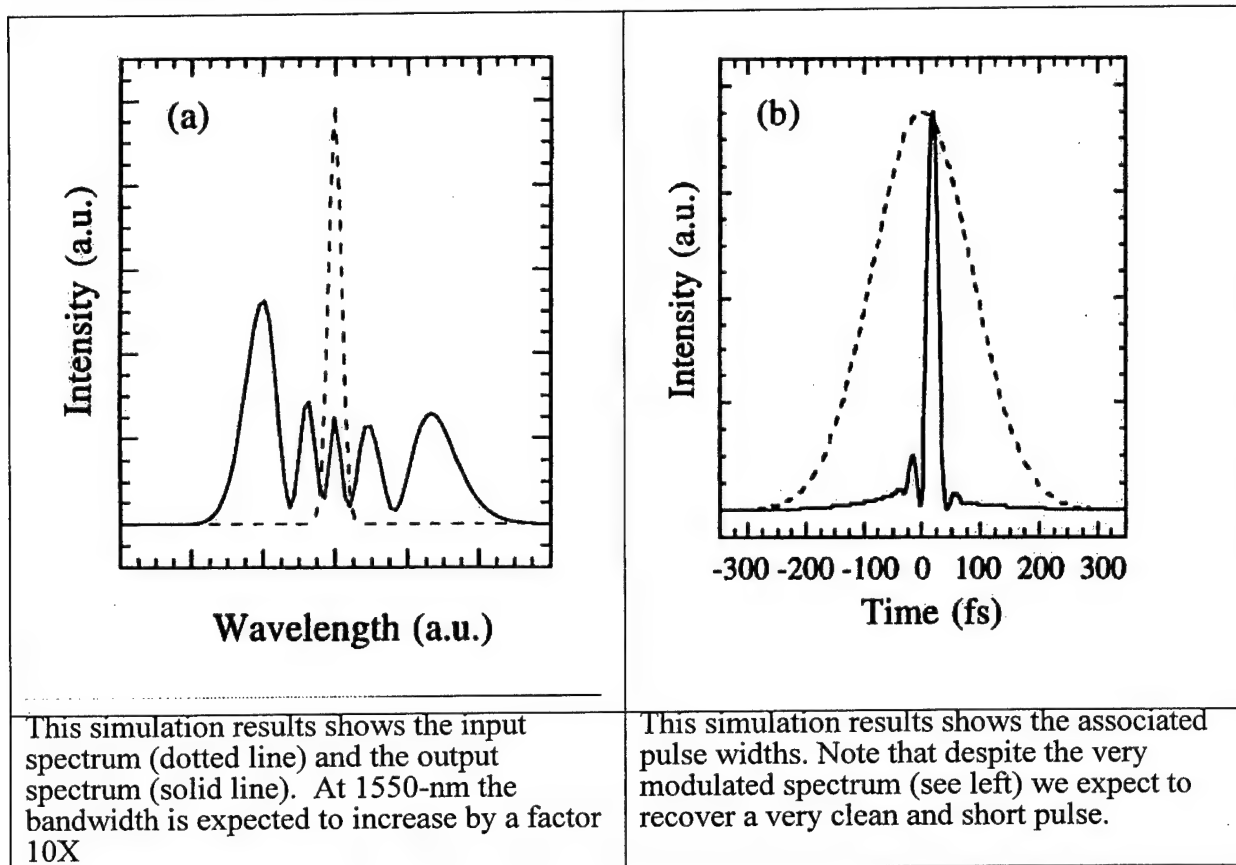 (a)
Intensity (a.u.)
Wavelength (a.u.)
(b)
Intensity (a.u.)
-300 -200 -100 0 100 200 300
Time (fs)
This simulation results shows the input
spectrum (dotted line) and the output
spectrum (solid line).  At 1550-nm the
bandwidth is expected to increase by a factor
10X
This simulation results shows the associated
pulse widths. Note that despite the very
modulated spectrum (see left) we expect to
recover a very clean and short pulse.